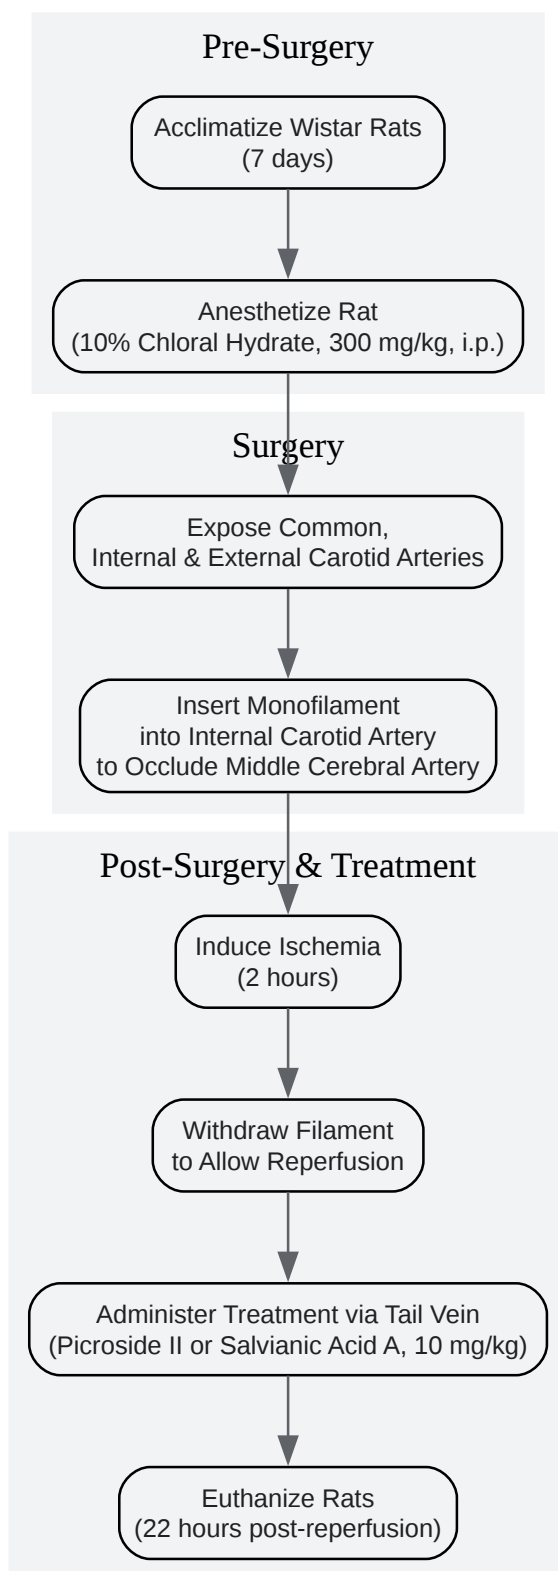 Pre-Surgery
Acclimatize Wistar Rats
(7 days)
Anesthetize Rat
(10% Chloral Hydrate, 300 mg/kg, i.p.)
Surgery
Expose Common,
Internal & External Carotid Arteries
Insert Monofilament
into Internal Carotid Artery
to Occlude Middle Cerebral Artery
Post-Surgery & Treatment
Induce Ischemia
(2 hours)
Withdraw Filament
to Allow Reperfusion
Administer Treatment via Tail Vein
(Picroside II or Salvianic Acid A, 10 mg/kg)
Euthanize Rats
(22 hours post-reperfusion)